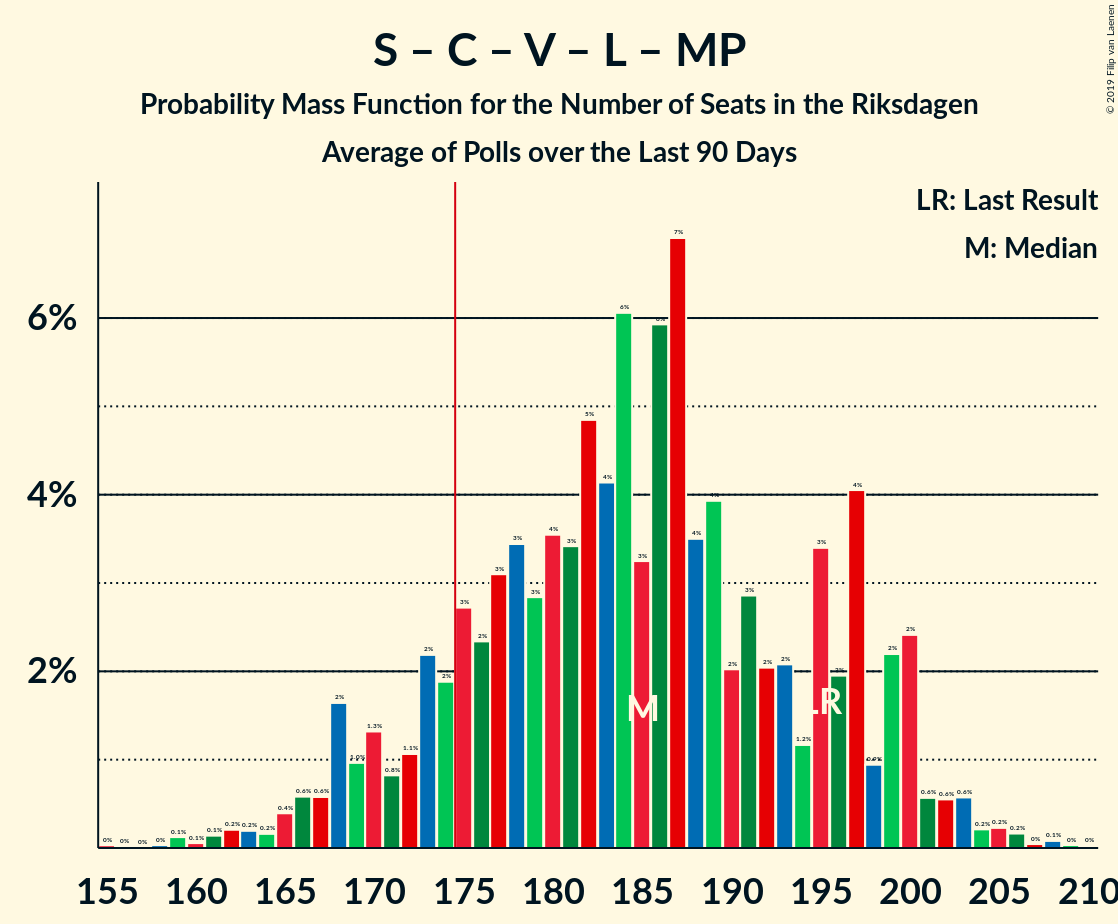 S – C – V – L – MP
Probability Mass Function for the Number of Seats in the Riksdagen
Average of Polls over the Last 90 Days
© 2019 Filip van Laenen
LR: Last Result
M: Median
6%
4%
2%
0% 0% 0% 0% 0.1% 0.1% 0.1% 0.2% 0.2% 0.2% 0.4% 0.6% 0.6% 2% 1.0% 1.3% 0.8% 1.1% 2% 2% 3% 2% 3% 3% 3% 4% 3% 5% 4% 6% 3% 6% 7% 4% 4% 2% 3% 2% 2% 1.2% 3% 2% 4% 0.9% 2% 2% 0.6% 0.6% 0.6% 0.2% 0.2% 0.2% 0% 0.1% 0% 0%
M
LR
155 160 165 170 175 180 185 190 195 200 205 210